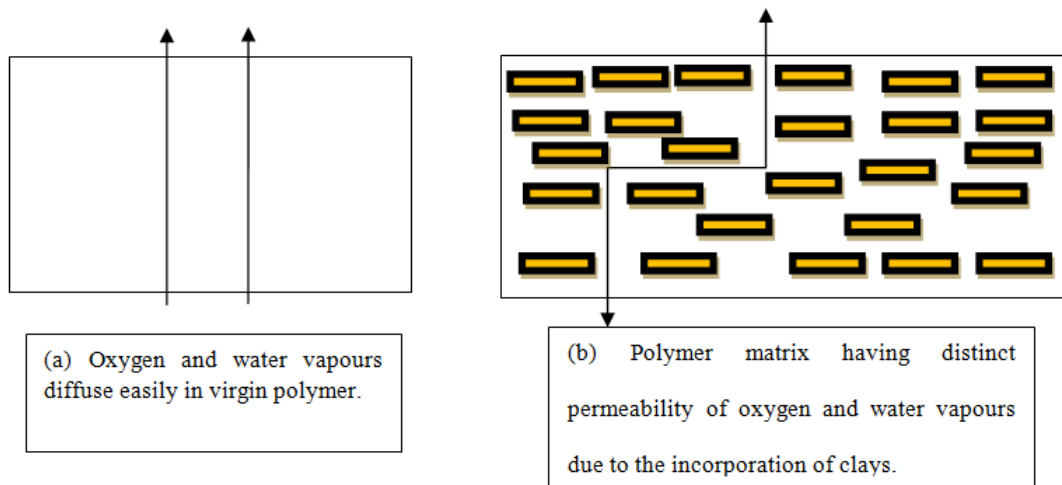 (a) Oxygen and water vapours
diffuse easily in virgin polymer.
(b) Polymer matrix having distinct
permeability of oxygen and water vapours
due to the incorporation of clays.